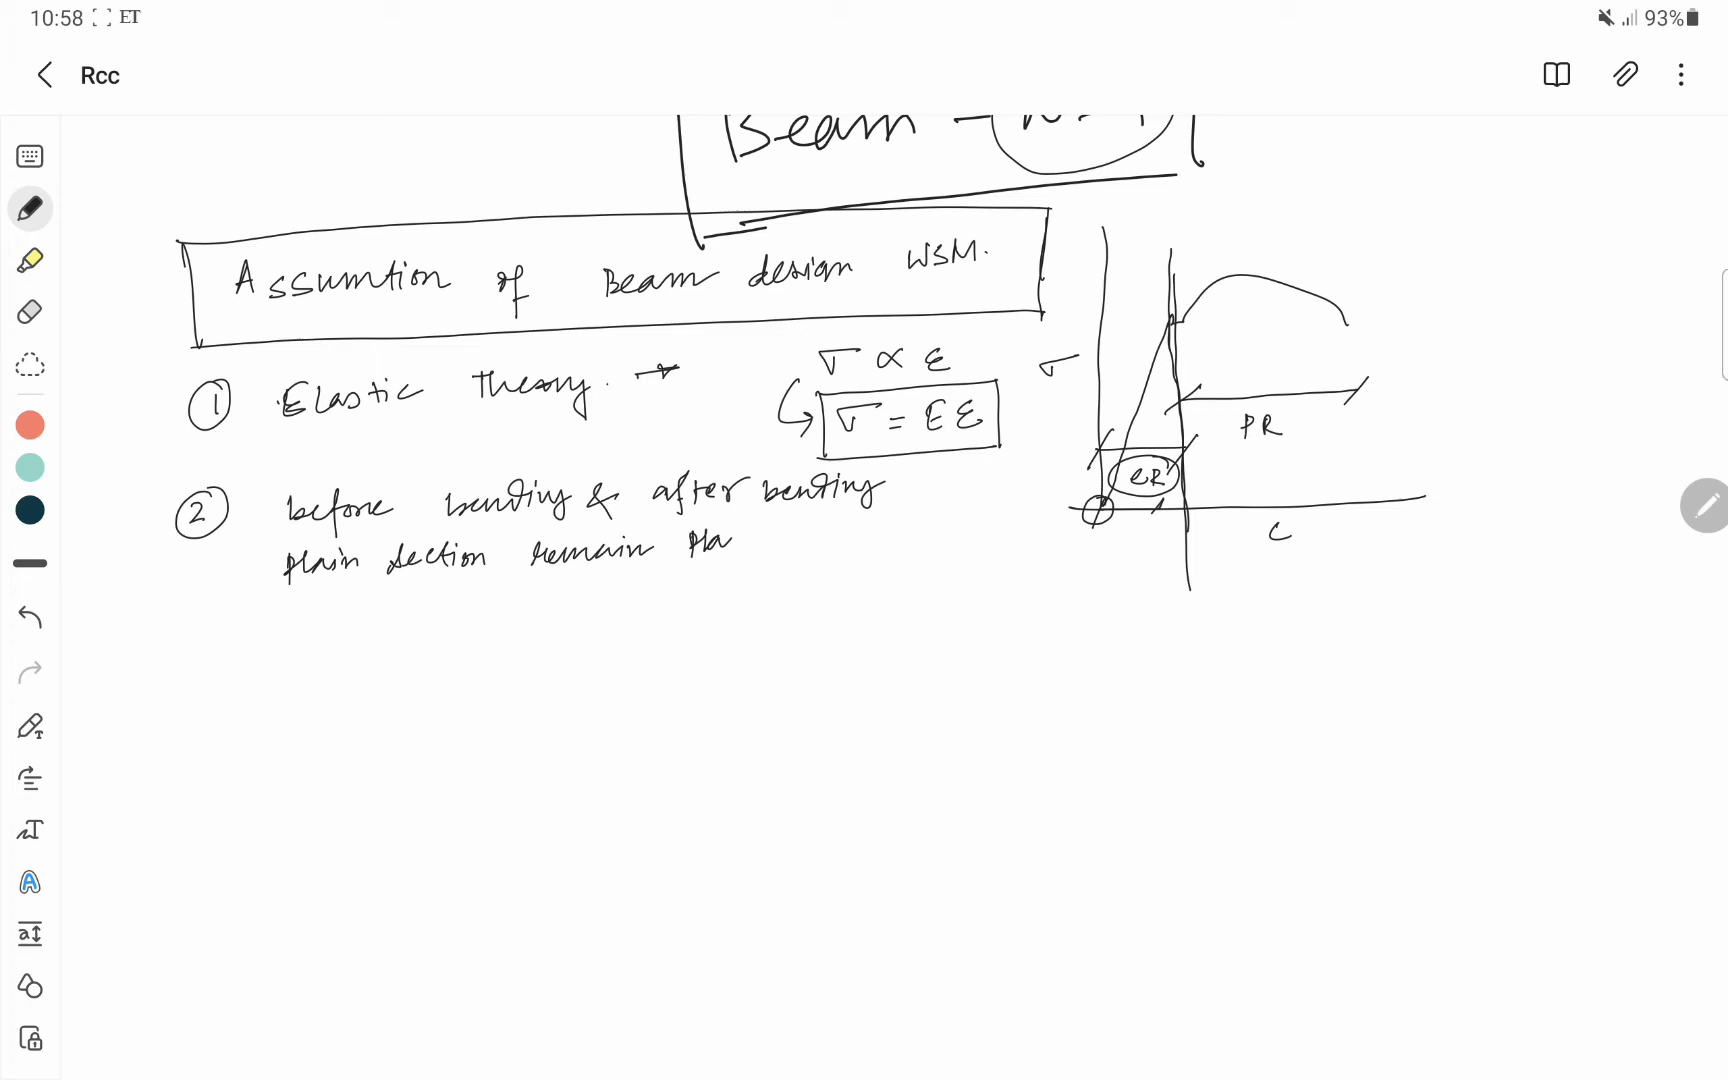 10:58 ET 93%
Rcc
Beam -
Assumtion of Beam design WSM.
① Elastic theory. → σ ∝ ε
σ = E ε
σ
PR
eR
② before bending & after bending
plain section remain Pla
ε